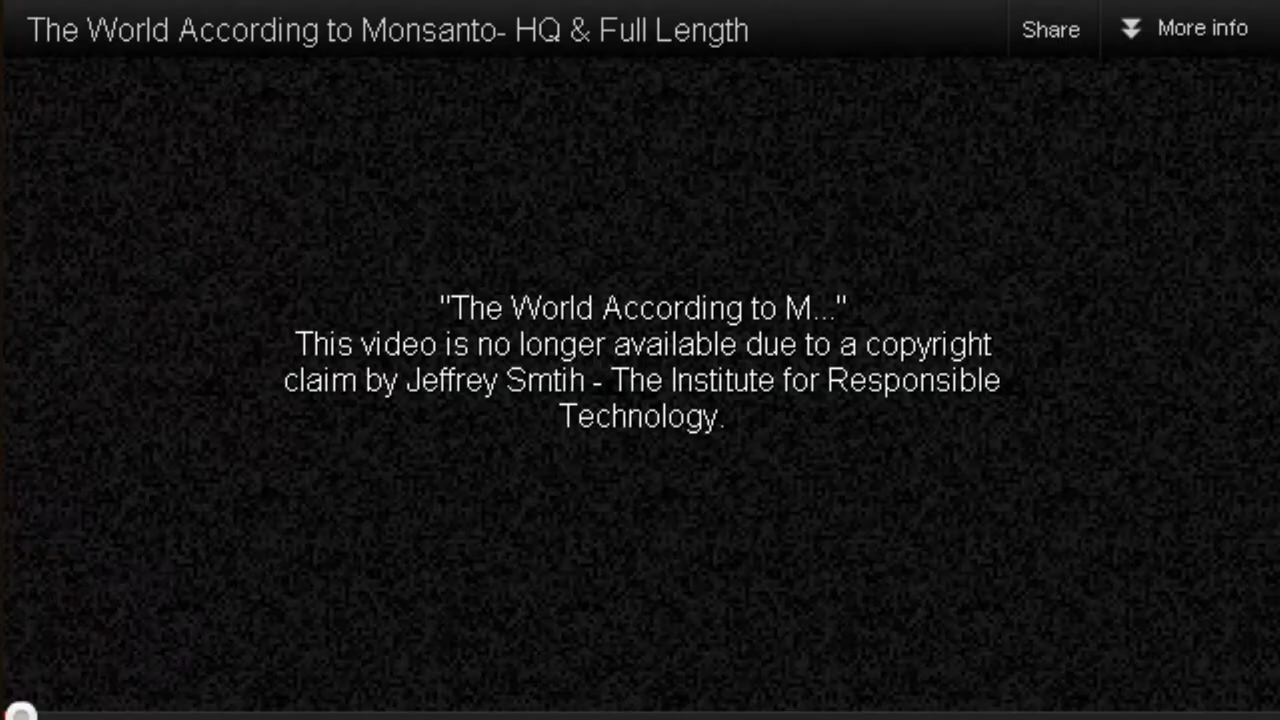 The World According to Monsanto- HQ & Full Length
Share
More info
"The World According to M..."
This video is no longer available due to a copyright
claim by Jeffrey Smtih - The Institute for Responsible
Technology.